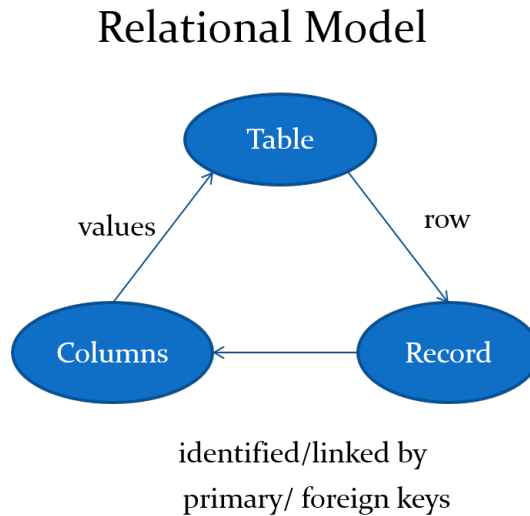 Relational Model
Table
values
row
Columns
Record
identified/linked by
primary/ foreign keys